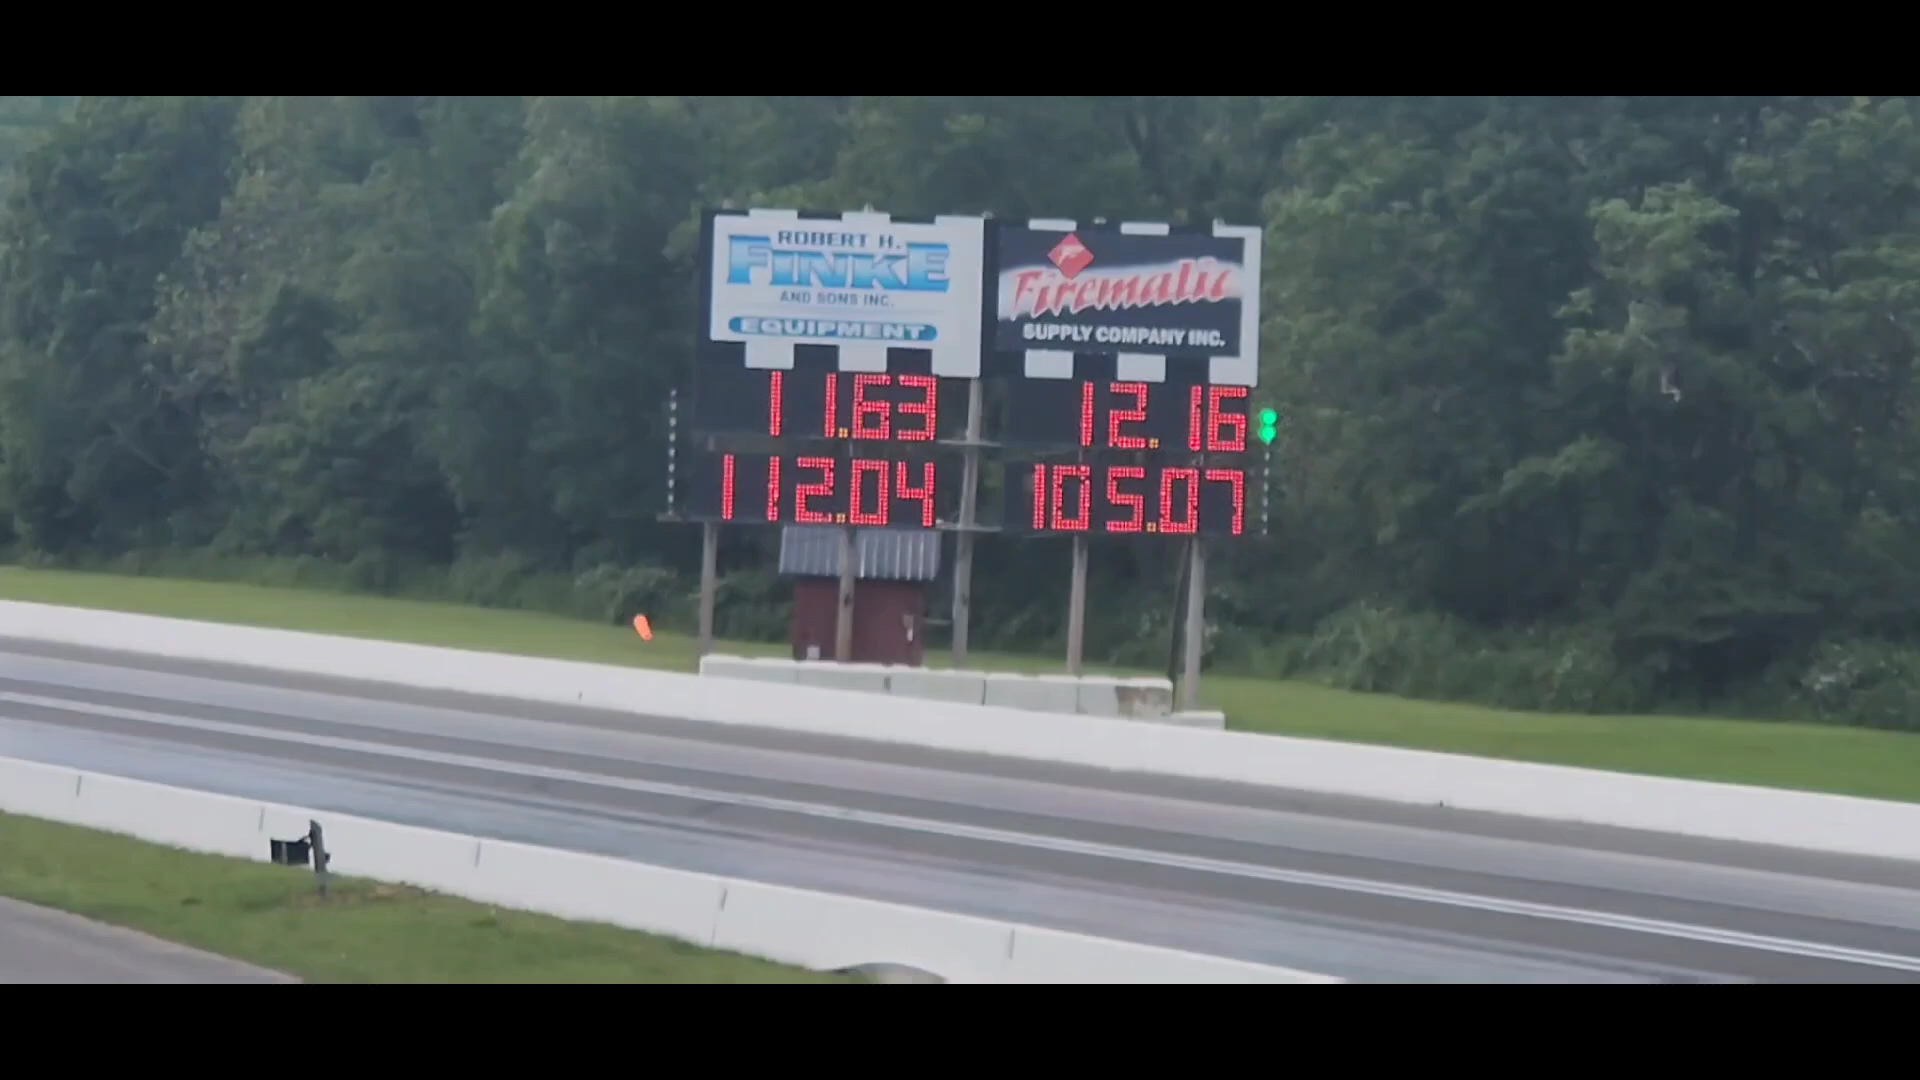 ROBERT H.
FINKE
AND SONS INC.
EQUIPMENT
Firematic
SUPPLY COMPANY INC.
11.63
112.04
12.16
105.07